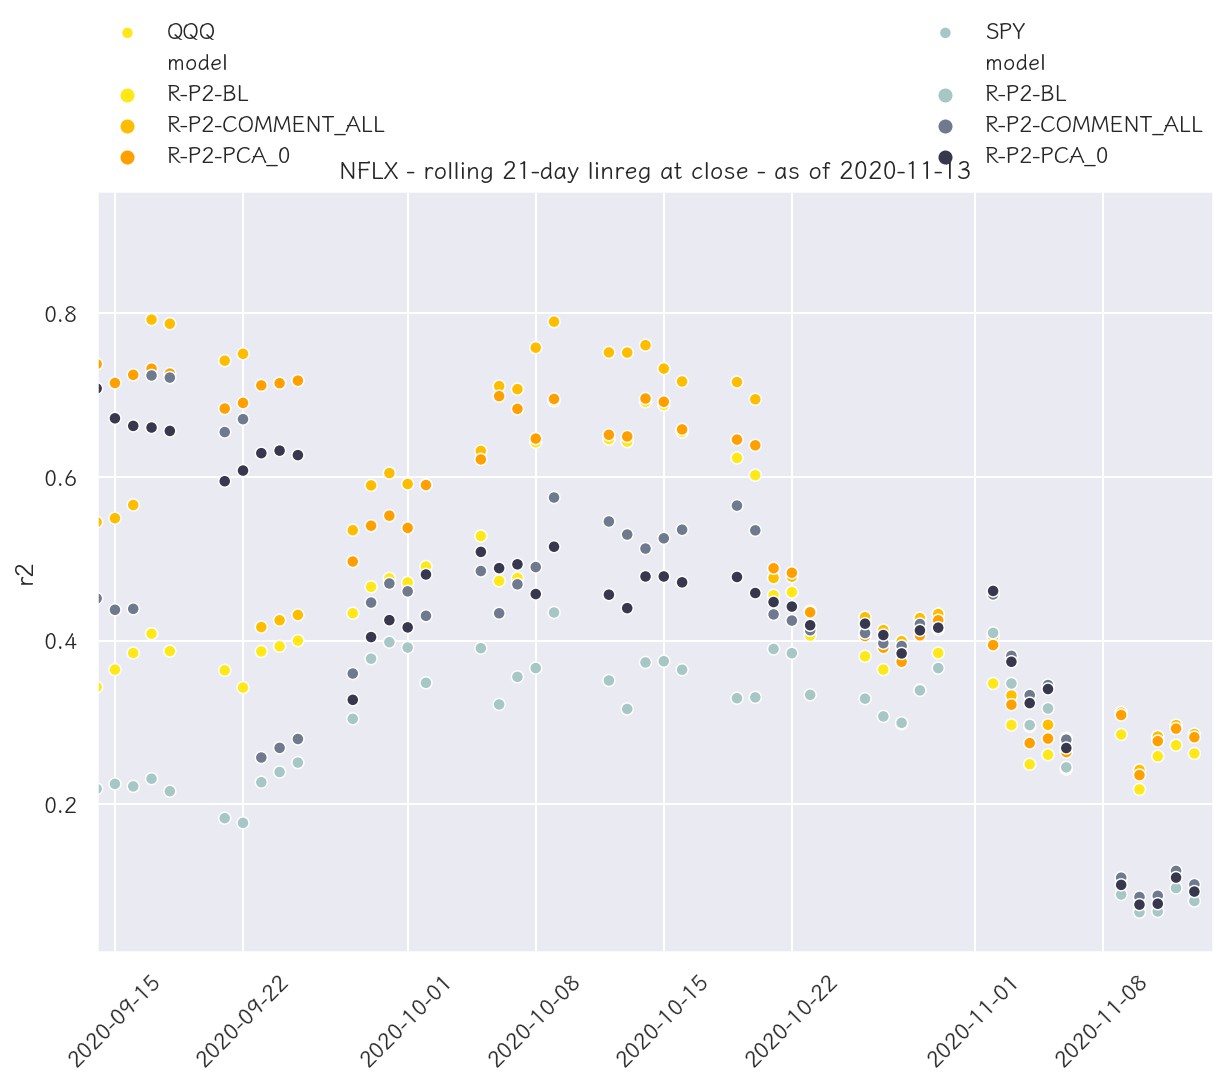 QQQ
model
R-P2-BL
R-P2-COMMENT_ALL
R-P2-PCA_0
SPY
model
R-P2-BL
R-P2-COMMENT_ALL
R-P2-PCA_0
NFLX - rolling 21-day linreg at close - as of 2020-11-13
0.8
0.6
0.4
0.2
r2
2020-09-15
2020-09-22
2020-10-01
2020-10-08
2020-10-15
2020-10-22
2020-11-01
2020-11-08